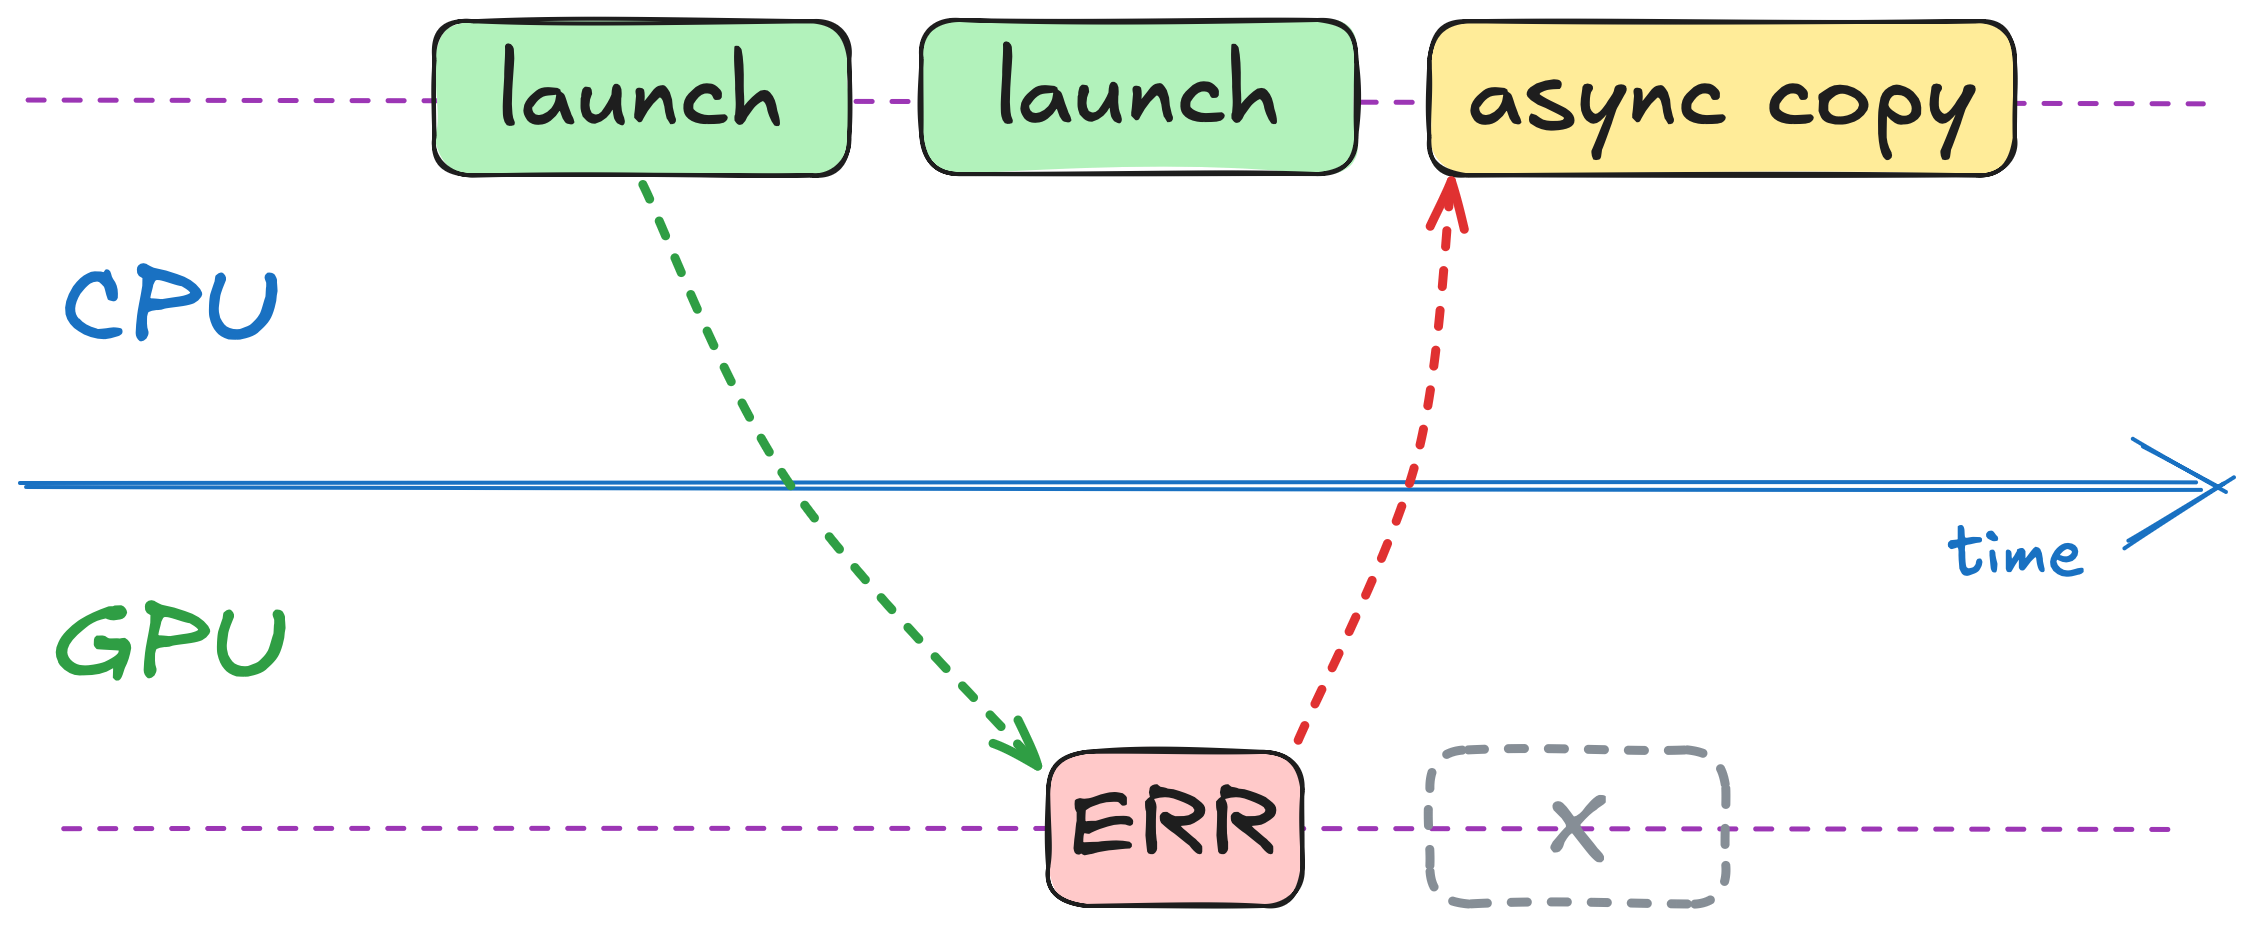 launch
launch
async copy
CPU
time
GPU
ERR
X